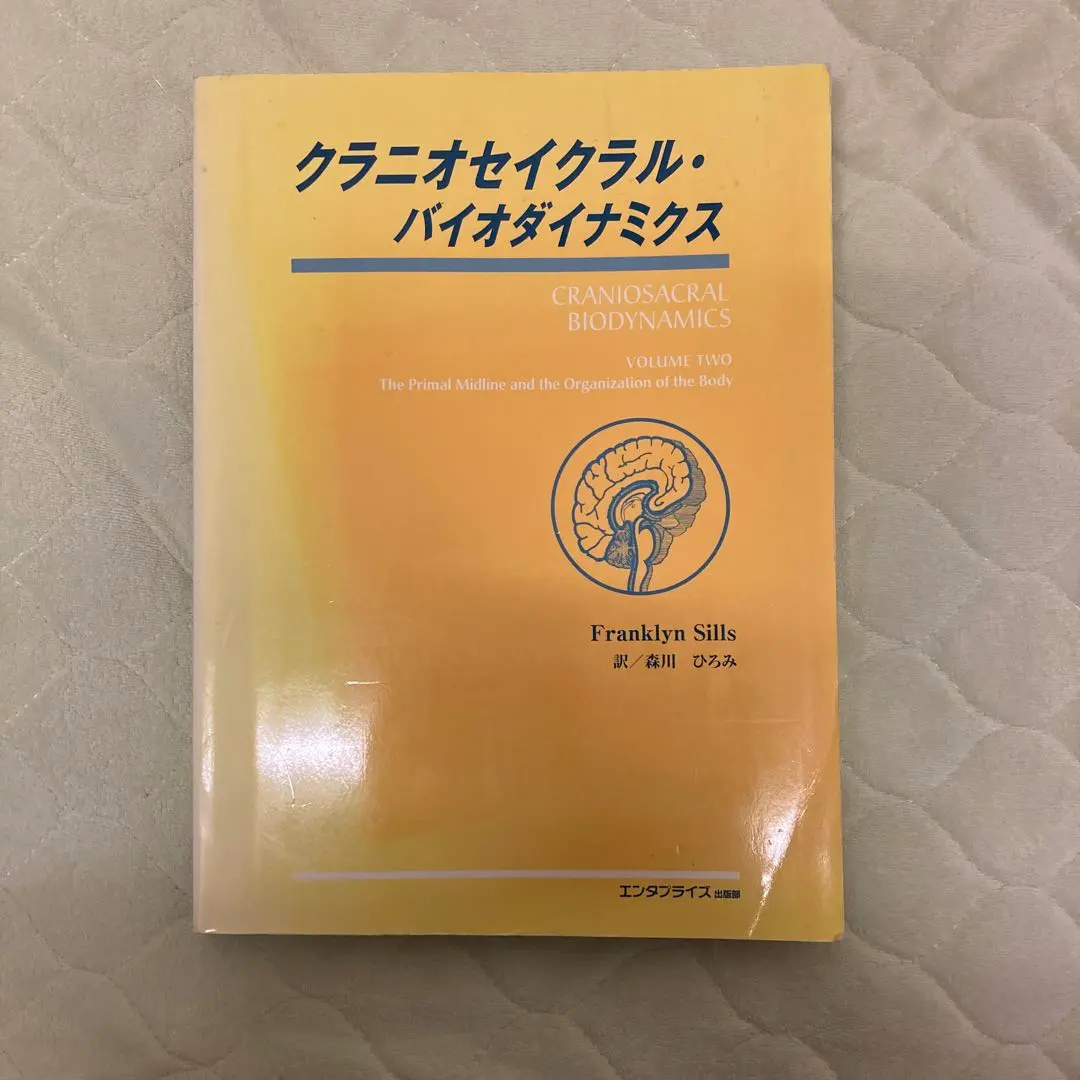 クラニオセイクラル・
バイオダイナミクス
CRANIOSACRAL
BIODYNAMICS
VOLUME TWO
The Primal Midline and the Organization of the Body
Franklyn Sills
訳／森川 ひろみ
エンタプライズ 出版部